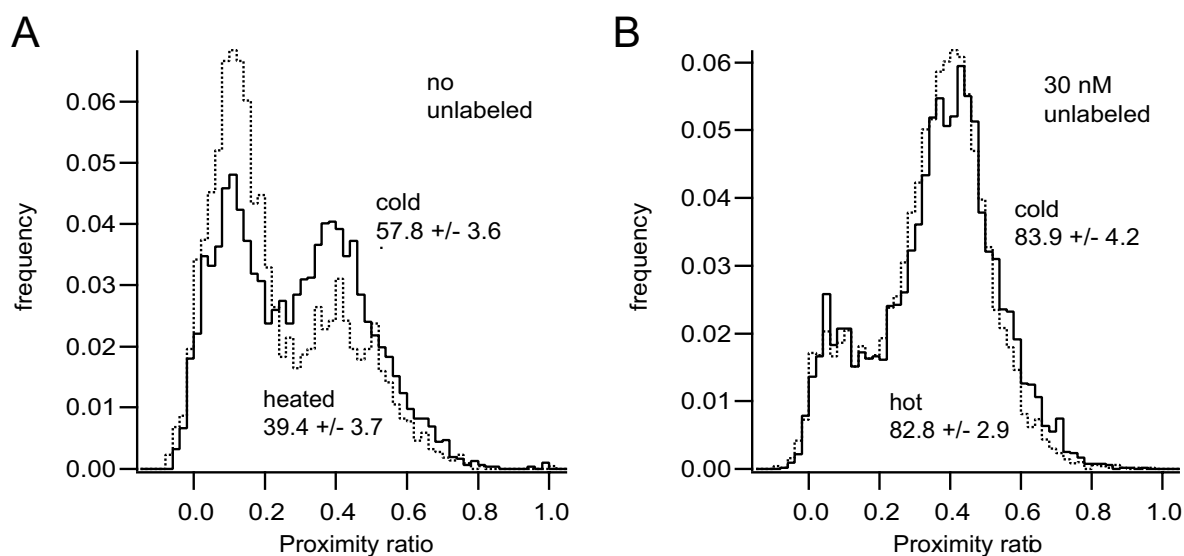 A
no
unlabeled
cold
57.8 +/- 3.6
heated
39.4 +/- 3.7
frequency
0.06
0.05
0.04
0.03
0.02
0.01
0.00
0.0 0.2 0.4 0.6 0.8 1.0
Proximity ratio
B
30 nM
unlabeled
cold
83.9 +/- 4.2
hot
82.8 +/- 2.9
frequency
0.06
0.05
0.04
0.03
0.02
0.01
0.00
0.0 0.2 0.4 0.6 0.8 1.0
Proximity ratio